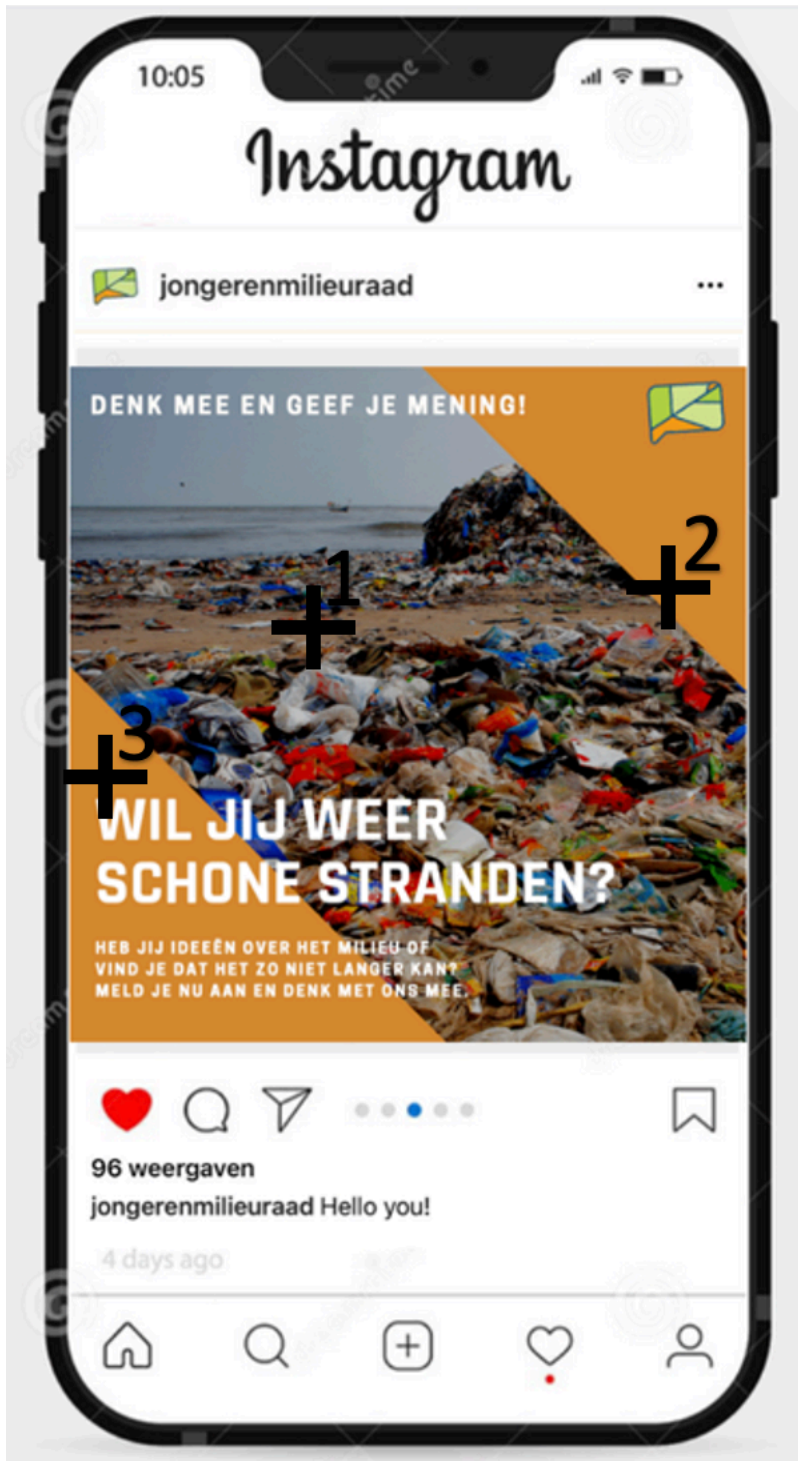 10:05
Instagram
jongerenmilieuraad
DENK MEE EN GEEF JE MENING!
2
1
3
WIL JIJ WEER
SCHONE STRANDEN?
HEB JIJ IDEEËN OVER HET MILIEU OF
VIND JE DAT HET ZO NIET LANGER KAN?
MELD JE NU AAN EN DENK MET ONS MEE.
96 weergaven
jongerenmilieuraad Hello you!
4 days ago